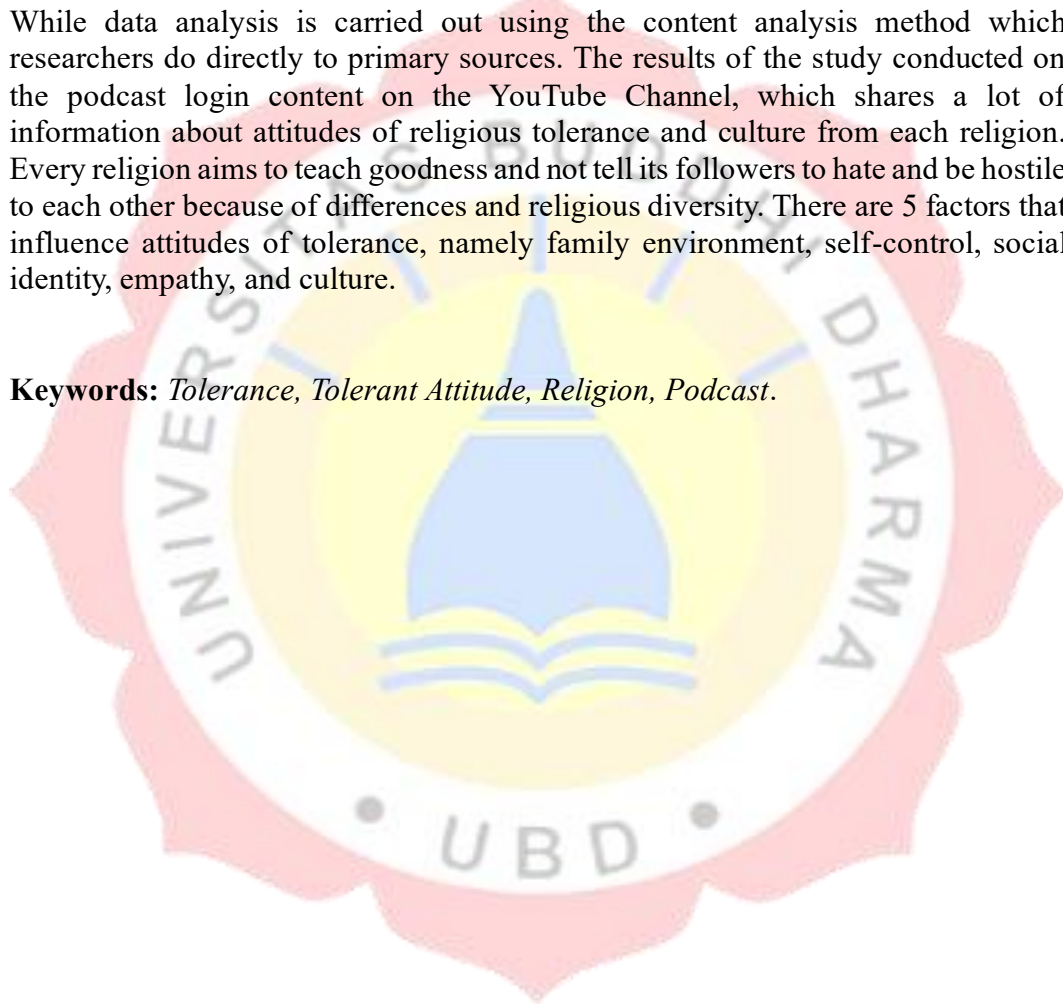 While data analysis is carried out using the content analysis method which
researchers do directly to primary sources. The results of the study conducted on
the podcast login content on the YouTube Channel, which shares a lot of
information about attitudes of religious tolerance and culture from each religion.
Every religion aims to teach goodness and not tell its followers to hate and be hostile
to each other because of differences and religious diversity. There are 5 factors that
influence attitudes of tolerance, namely family environment, self-control, social
identity, empathy, and culture.
Keywords: Tolerance, Tolerant Attitude, Religion, Podcast.
UNIVERSITAS BUDDHI DHARMA
• UBD •